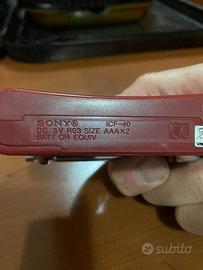 SONY® ICF-40
DC: 3V R03 SIZE AAA×2
BATT OR EQUIV
subito